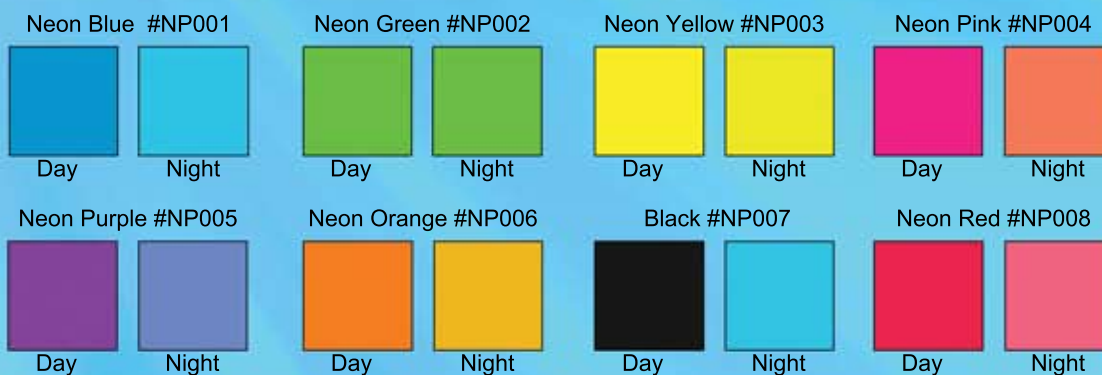 Neon Blue #NP001 Neon Green #NP002 Neon Yellow #NP003 Neon Pink #NP004
Day Night Day Night Day Night Day Night
Neon Purple #NP005 Neon Orange #NP006 Black #NP007 Neon Red #NP008
Day Night Day Night Day Night Day Night